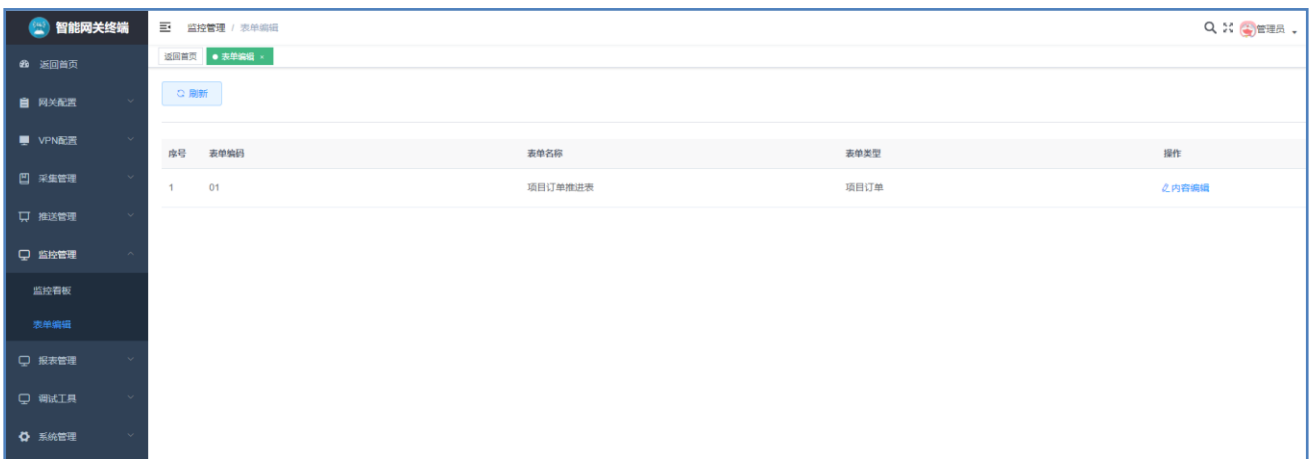 智能网关终端
监控管理 / 表单编辑
管理员
返回首页
表单编辑 ×
返回首页
网关配置
VPN配置
采集管理
推送管理
监控管理
监控看板
表单编辑
报表管理
调试工具
系统管理
刷新
序号 表单编码 表单名称 表单类型 操作
1 01 项目订单推进表 项目订单 内容编辑